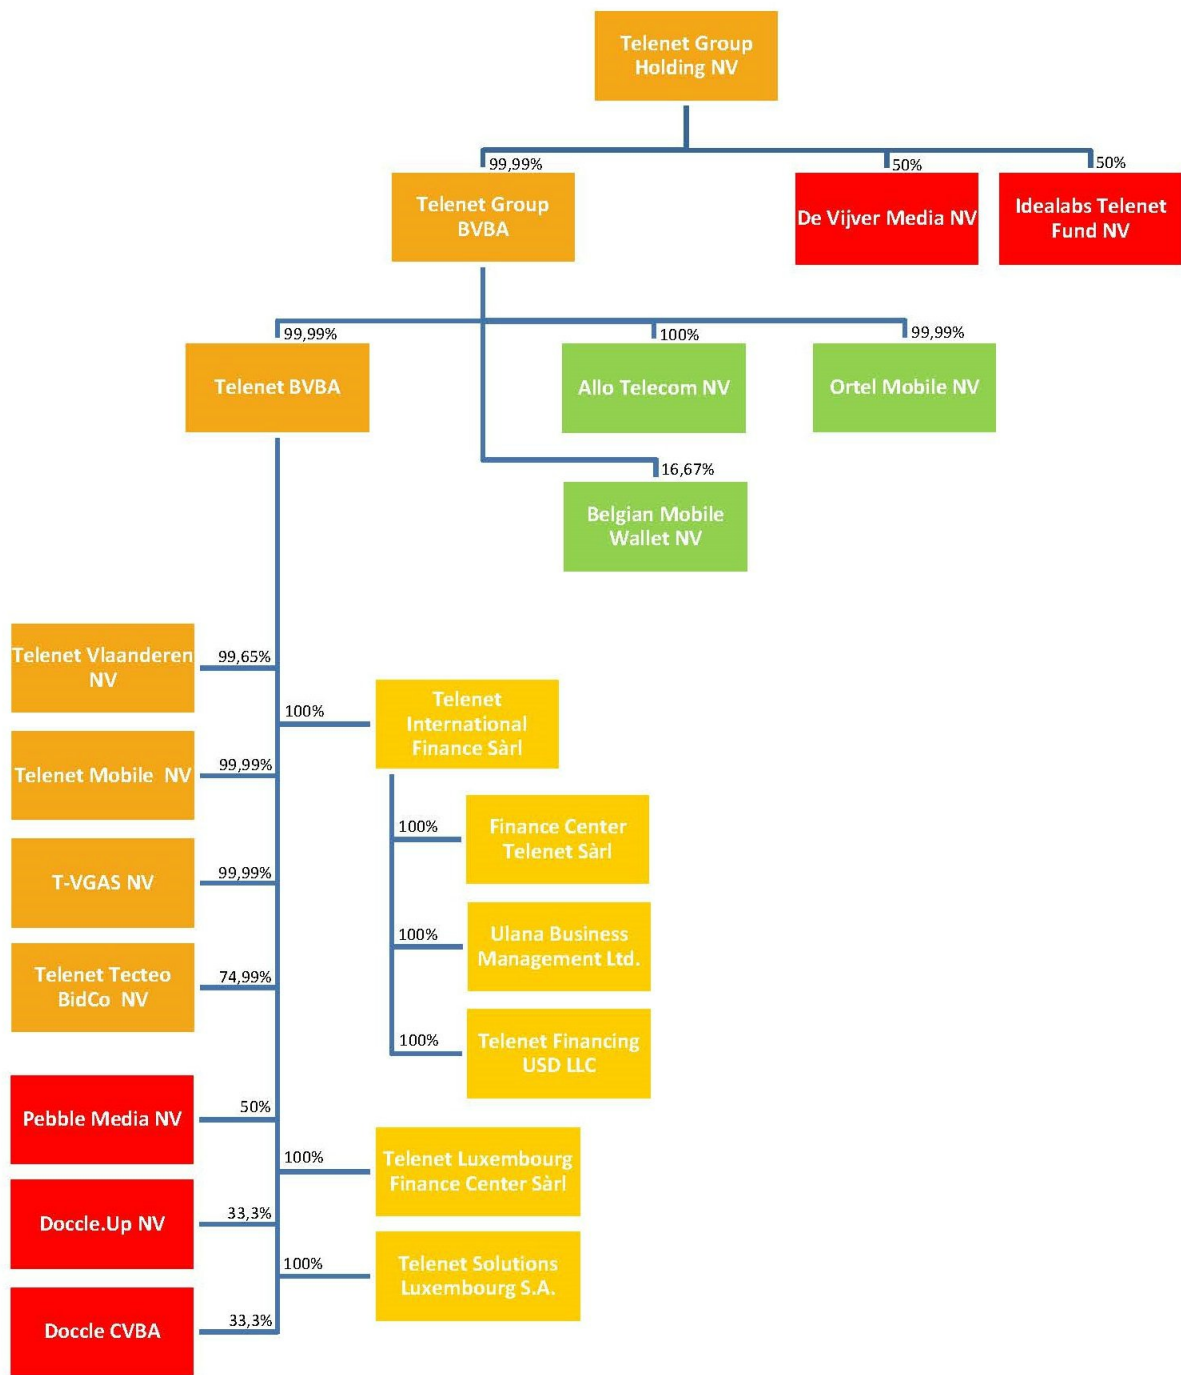 Telenet Group
Holding NV
99,99%
50%
50%
Telenet Group
BVBA
De Vijver Media NV
Idealabs Telenet
Fund NV
99,99%
100%
99,99%
Telenet BVBA
Allo Telecom NV
Ortel Mobile NV
16,67%
Belgian Mobile
Wallet NV
Telenet Vlaanderen
NV
99,65%
100%
Telenet
International
Finance Sàrl
Telenet Mobile NV
99,99%
100%
Finance Center
Telenet Sàrl
T-VGAS NV
99,99%
100%
Ulana Business
Management Ltd.
Telenet Tecteo
BidCo NV
74,99%
100%
Telenet Financing
USD LLC
Pebble Media NV
50%
100%
Telenet Luxembourg
Finance Center Sàrl
Doccle.Up NV
33,3%
100%
Telenet Solutions
Luxembourg S.A.
Doccle CVBA
33,3%